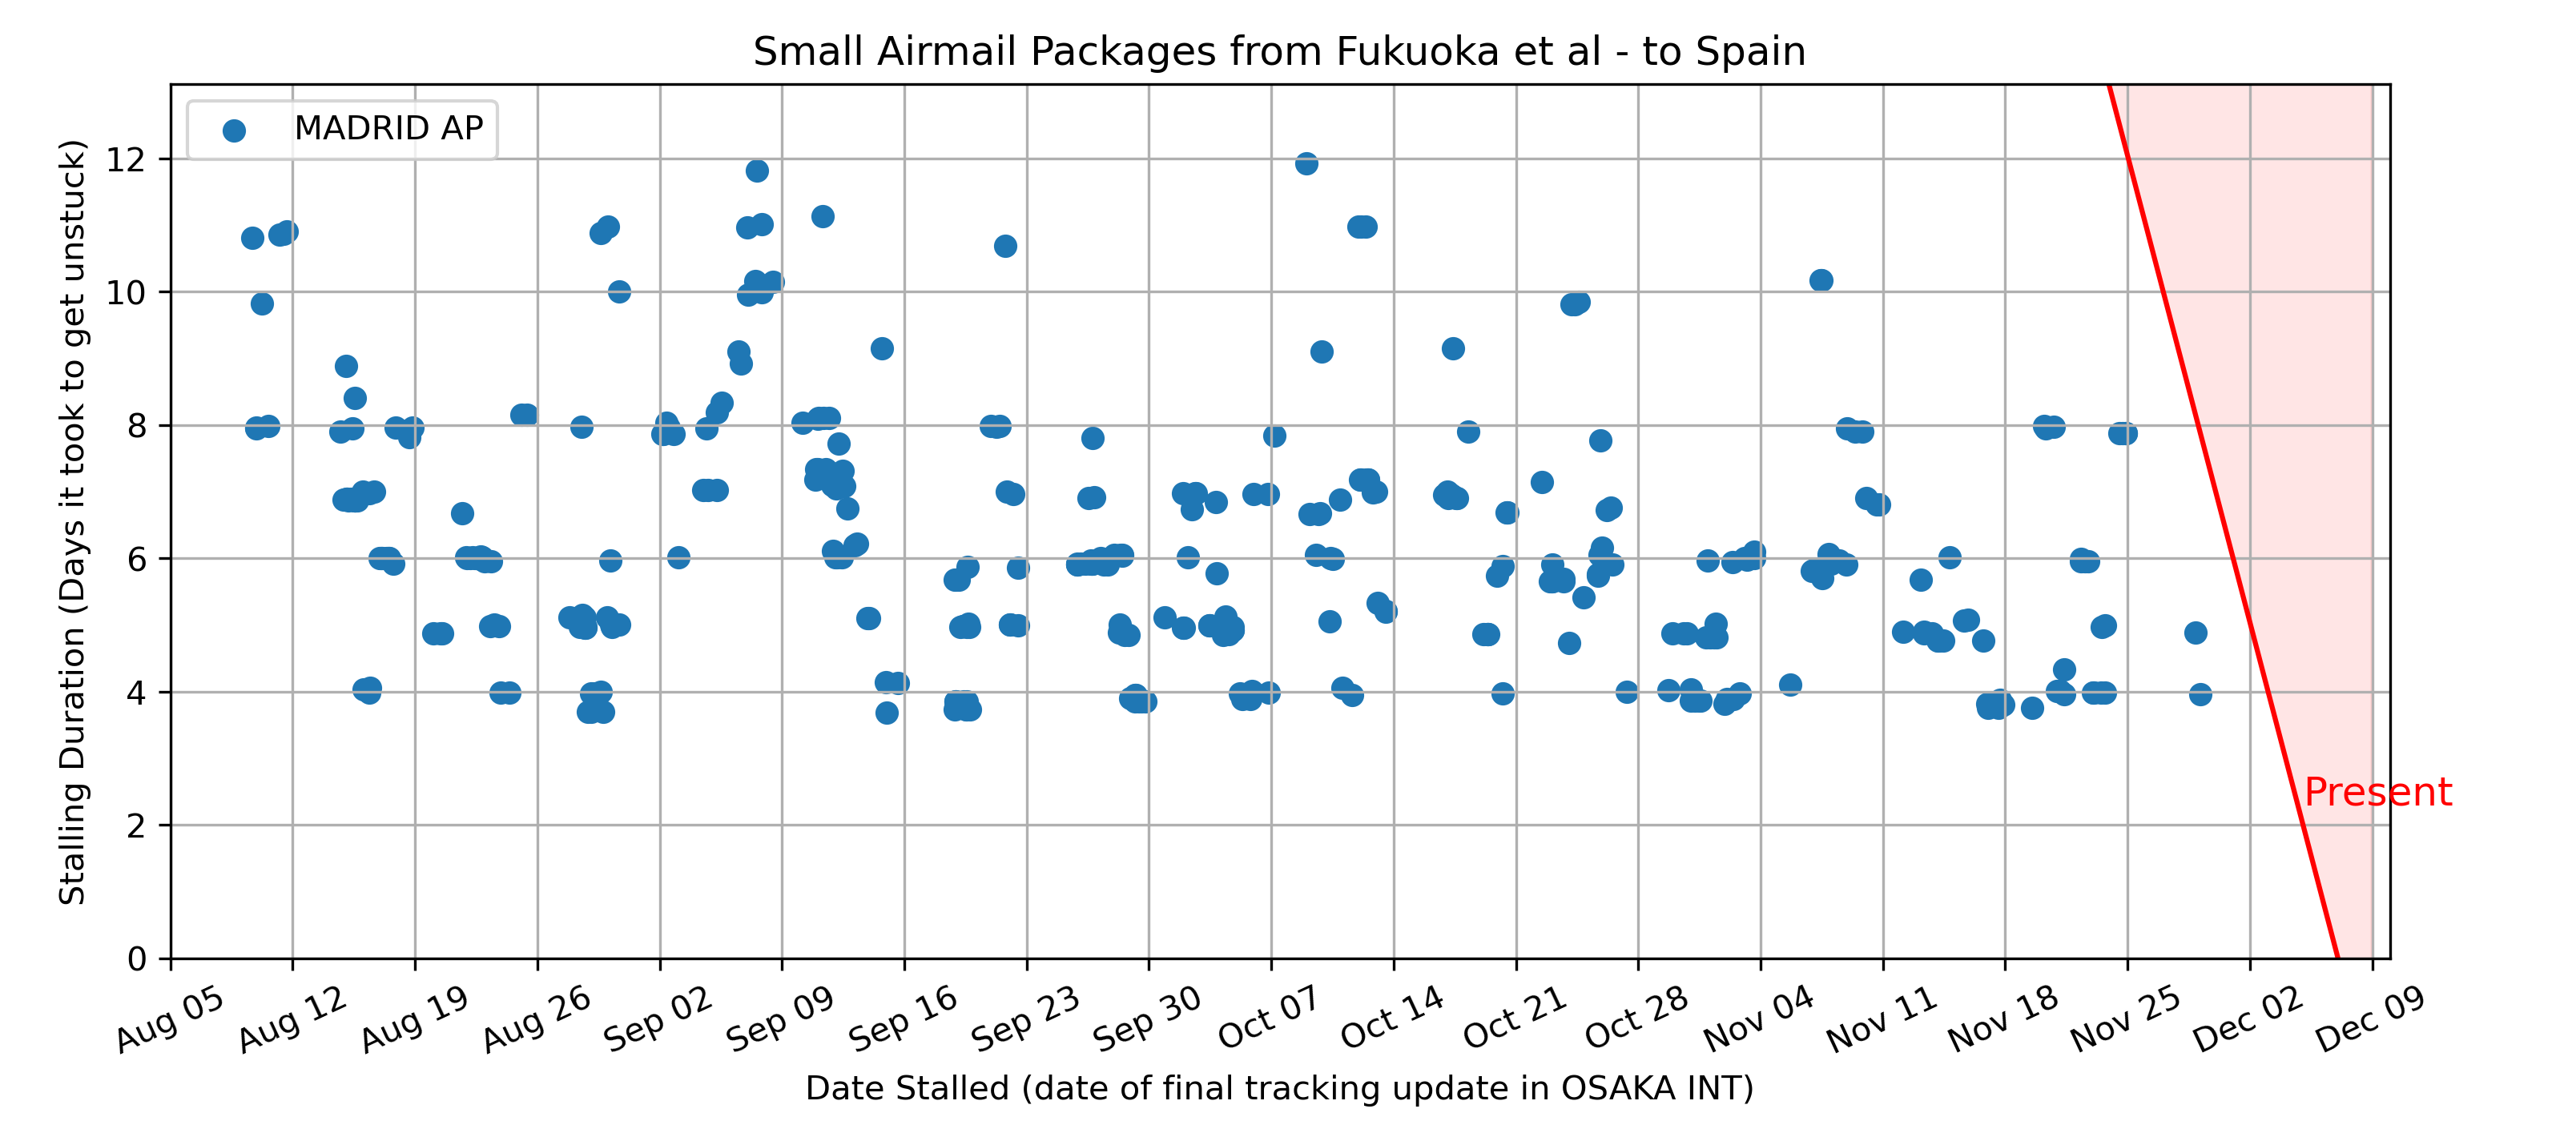 Small Airmail Packages from Fukuoka et al - to Spain
MADRID AP
Stalling Duration (Days it took to get unstuck)
12
10
8
6
4
2
0
Present
Aug 05 Aug 12 Aug 19 Aug 26 Sep 02 Sep 09 Sep 16 Sep 23 Sep 30 Oct 07 Oct 14 Oct 21 Oct 28 Nov 04 Nov 11 Nov 18 Nov 25 Dec 02 Dec 09
Date Stalled (date of final tracking update in OSAKA INT)